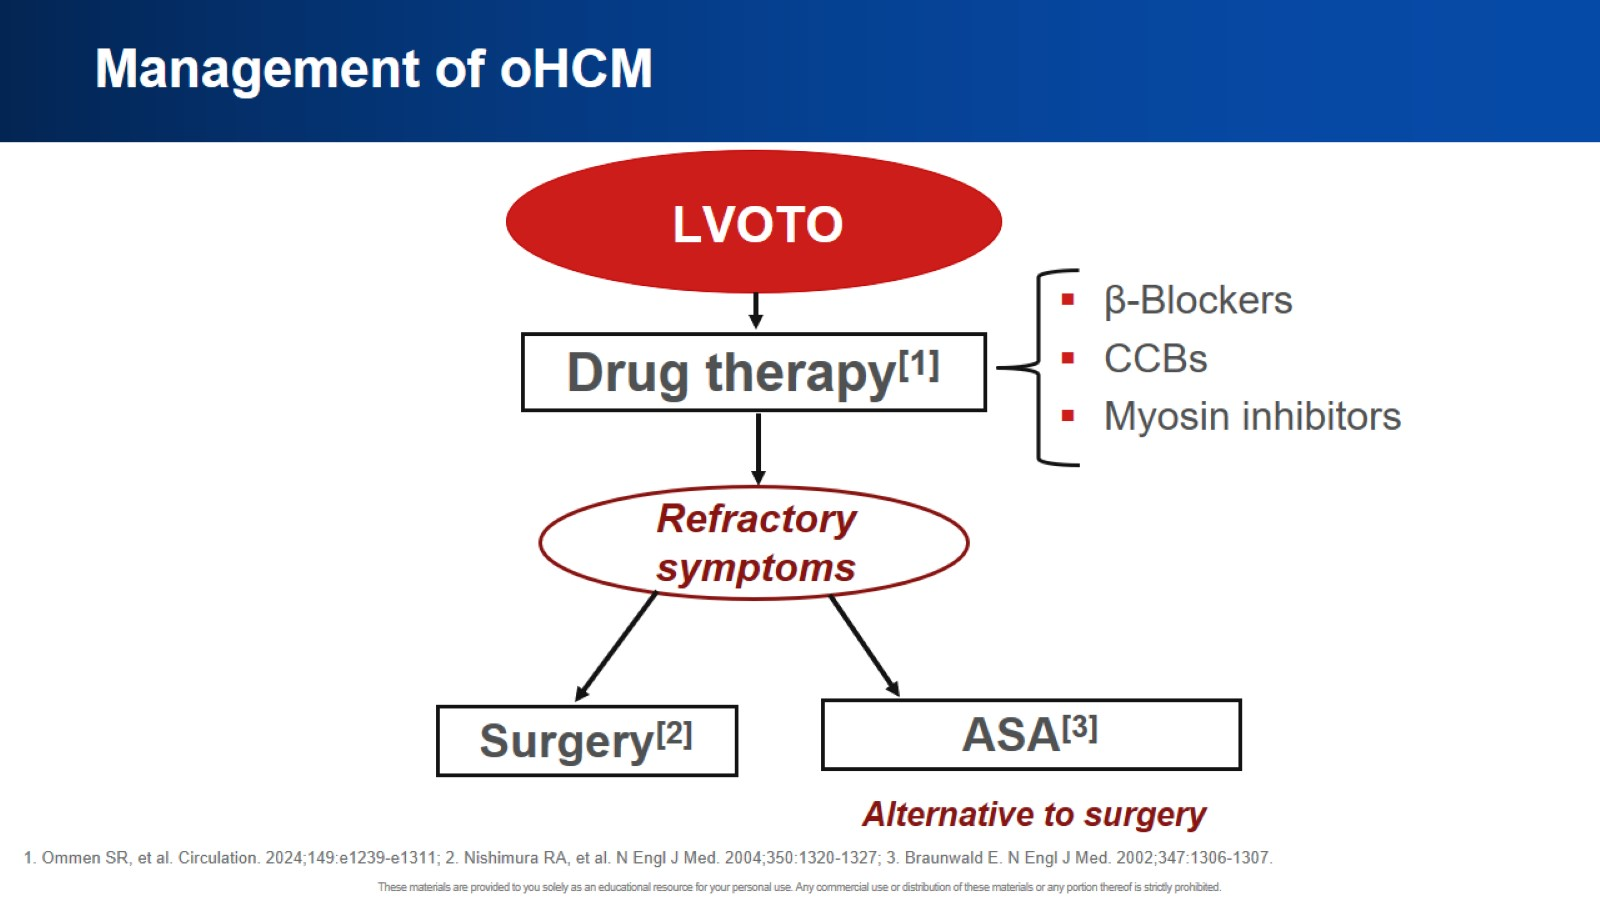 Management of oHCM
LVOTO
Drug therapy[1]
▪ β-Blockers
▪ CCBs
▪ Myosin inhibitors
Refractory
symptoms
Surgery[2]
ASA[3]
Alternative to surgery
1. Ommen SR, et al. Circulation. 2024;149:e1239-e1311; 2. Nishimura RA, et al. N Engl J Med. 2004;350:1320-1327; 3. Braunwald E. N Engl J Med. 2002;347:1306-1307.
These materials are provided to you solely as an educational resource for your personal use. Any commercial use or distribution of these materials or any portion thereof is strictly prohibited.